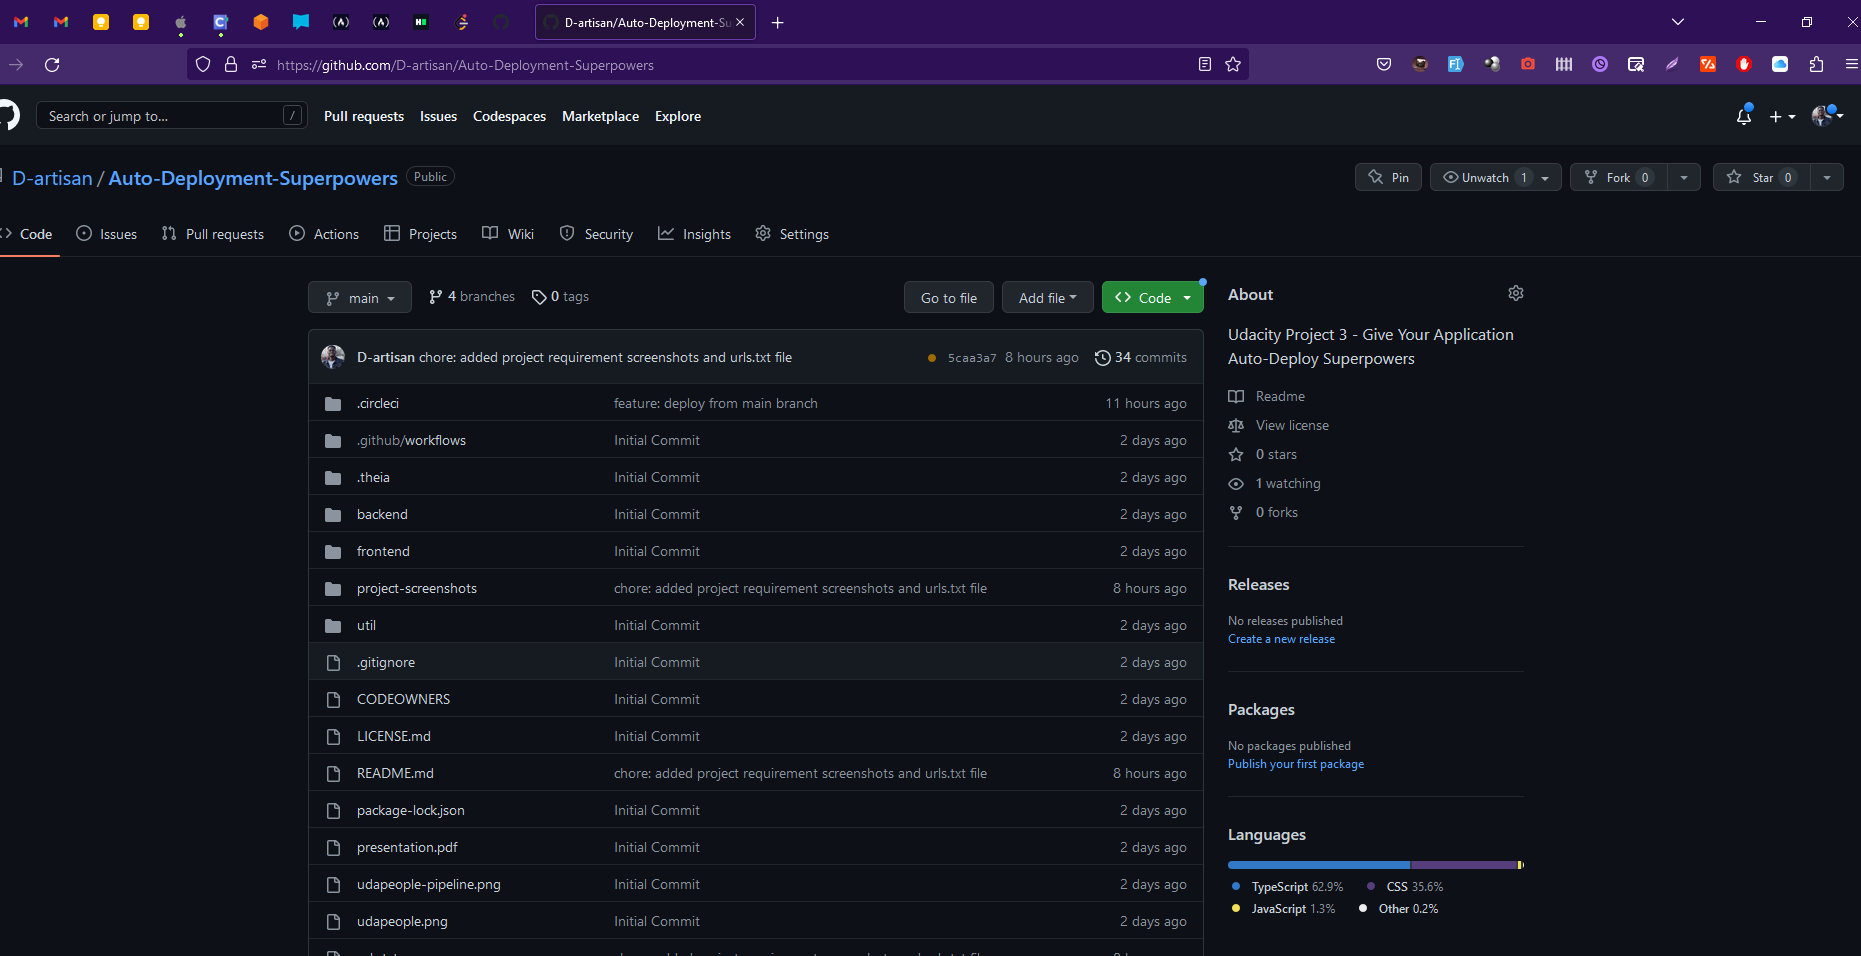 D-artisan/Auto-Deployment-Su
https://github.com/D-artisan/Auto-Deployment-Superpowers
Search or jump to...
/
Pull requests
Issues
Codespaces
Marketplace
Explore
D-artisan / Auto-Deployment-Superpowers
Public
Pin
Unwatch 1
Fork 0
Star 0
Code
Issues
Pull requests
Actions
Projects
Wiki
Security
Insights
Settings
main
4 branches
0 tags
Go to file
Add file
Code
D-artisan chore: added project requirement screenshots and urls.txt file
5caa3a7 8 hours ago
34 commits
.circleci feature: deploy from main branch 11 hours ago
.github/workflows Initial Commit 2 days ago
.theia Initial Commit 2 days ago
backend Initial Commit 2 days ago
frontend Initial Commit 2 days ago
project-screenshots chore: added project requirement screenshots and urls.txt file 8 hours ago
util Initial Commit 2 days ago
.gitignore Initial Commit 2 days ago
CODEOWNERS Initial Commit 2 days ago
LICENSE.md Initial Commit 2 days ago
README.md chore: added project requirement screenshots and urls.txt file 8 hours ago
package-lock.json Initial Commit 2 days ago
presentation.pdf Initial Commit 2 days ago
udapeople-pipeline.png Initial Commit 2 days ago
udapeople.png Initial Commit 2 days ago
About
Udacity Project 3 - Give Your Application
Auto-Deploy Superpowers
Readme
View license
0 stars
1 watching
0 forks
Releases
No releases published
Create a new release
Packages
No packages published
Publish your first package
Languages
TypeScript 62.9%
CSS 35.6%
JavaScript 1.3%
Other 0.2%